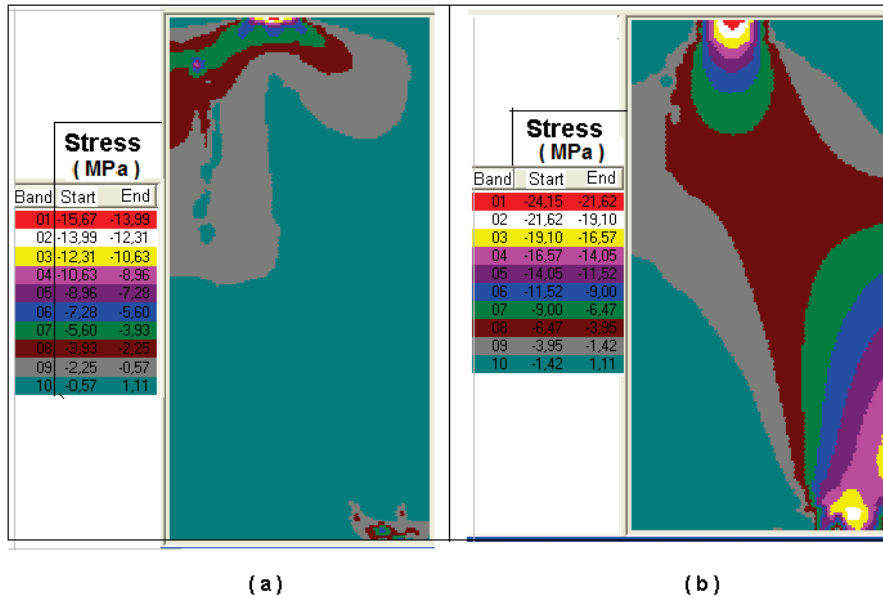 Stress
( MPa )
Band Start End
01 -15,67 -13,99
02 -13,99 -12,31
03 -12,31 -10,63
04 -10,63 -8,96
05 -8,96 -7,28
06 -7,28 -5,60
07 -5,60 -3,93
08 -3,93 -2,25
09 -2,25 -0,57
10 -0,57 1,11
( a )
Stress
( MPa )
Band Start End
01 -24,15 -21,62
02 -21,62 -19,10
03 -19,10 -16,57
04 -16,57 -14,05
05 -14,05 -11,52
06 -11,52 -9,00
07 -9,00 -6,47
08 -6,47 -3,95
09 -3,95 -1,42
10 -1,42 1,11
( b )